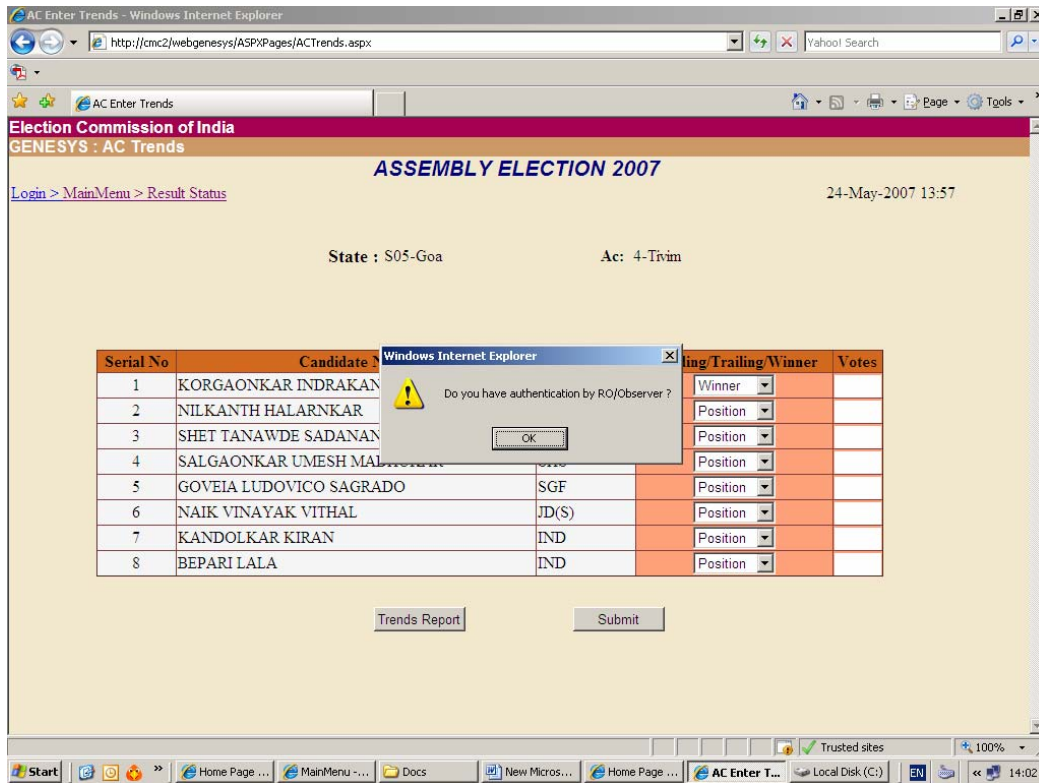 AC Enter Trends - Windows Internet Explorer
http://cmc2/webgenesys/ASPXPages/ACTrends.aspx Yahoo! Search
AC Enter Trends Page Tools
Election Commission of India
GENESYS : AC Trends
ASSEMBLY ELECTION 2007
Login > MainMenu > Result Status 24-May-2007 13:57
State : S05-Goa Ac: 4-Tivim
Serial No Candidate ling/Trailing/Winner Votes
Windows Internet Explorer
Do you have authentication by RO/Observer ?
OK
1 KORGAONKAR INDRAKAN Winner
2 NILKANTH HALARNKAR Position
3 SHET TANAWDE SADANAN Position
4 SALGAONKAR UMESH Position
5 GOVEIA LUDOVICO SAGRADO SGF Position
6 NAIK VINAYAK VITHAL JD(S) Position
7 KANDOLKAR KIRAN IND Position
8 BEPARI LALA IND Position
Trends Report Submit
Trusted sites 100%
Start Home Page ... MainMenu -... Docs New Micros... Home Page ... AC Enter T... Local Disk (C:) EN 14:02